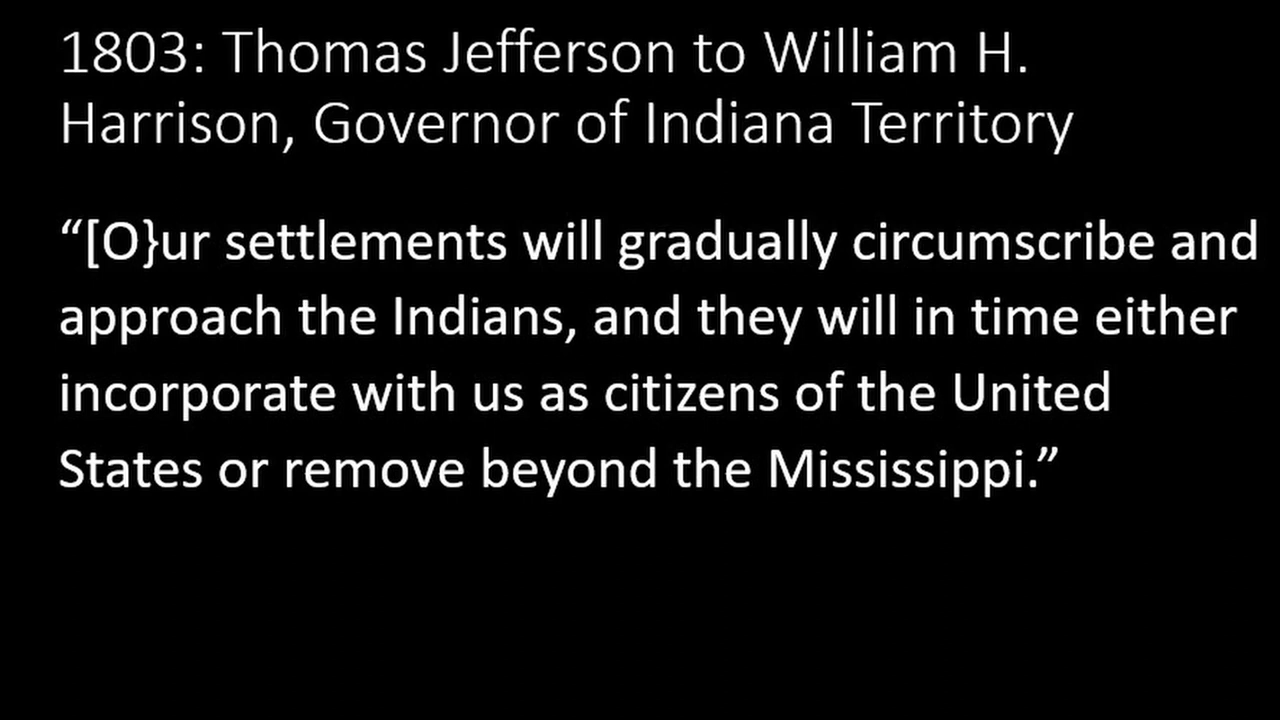 1803: Thomas Jefferson to William H.
Harrison, Governor of Indiana Territory
“[O}ur settlements will gradually circumscribe and
approach the Indians, and they will in time either
incorporate with us as citizens of the United
States or remove beyond the Mississippi.”